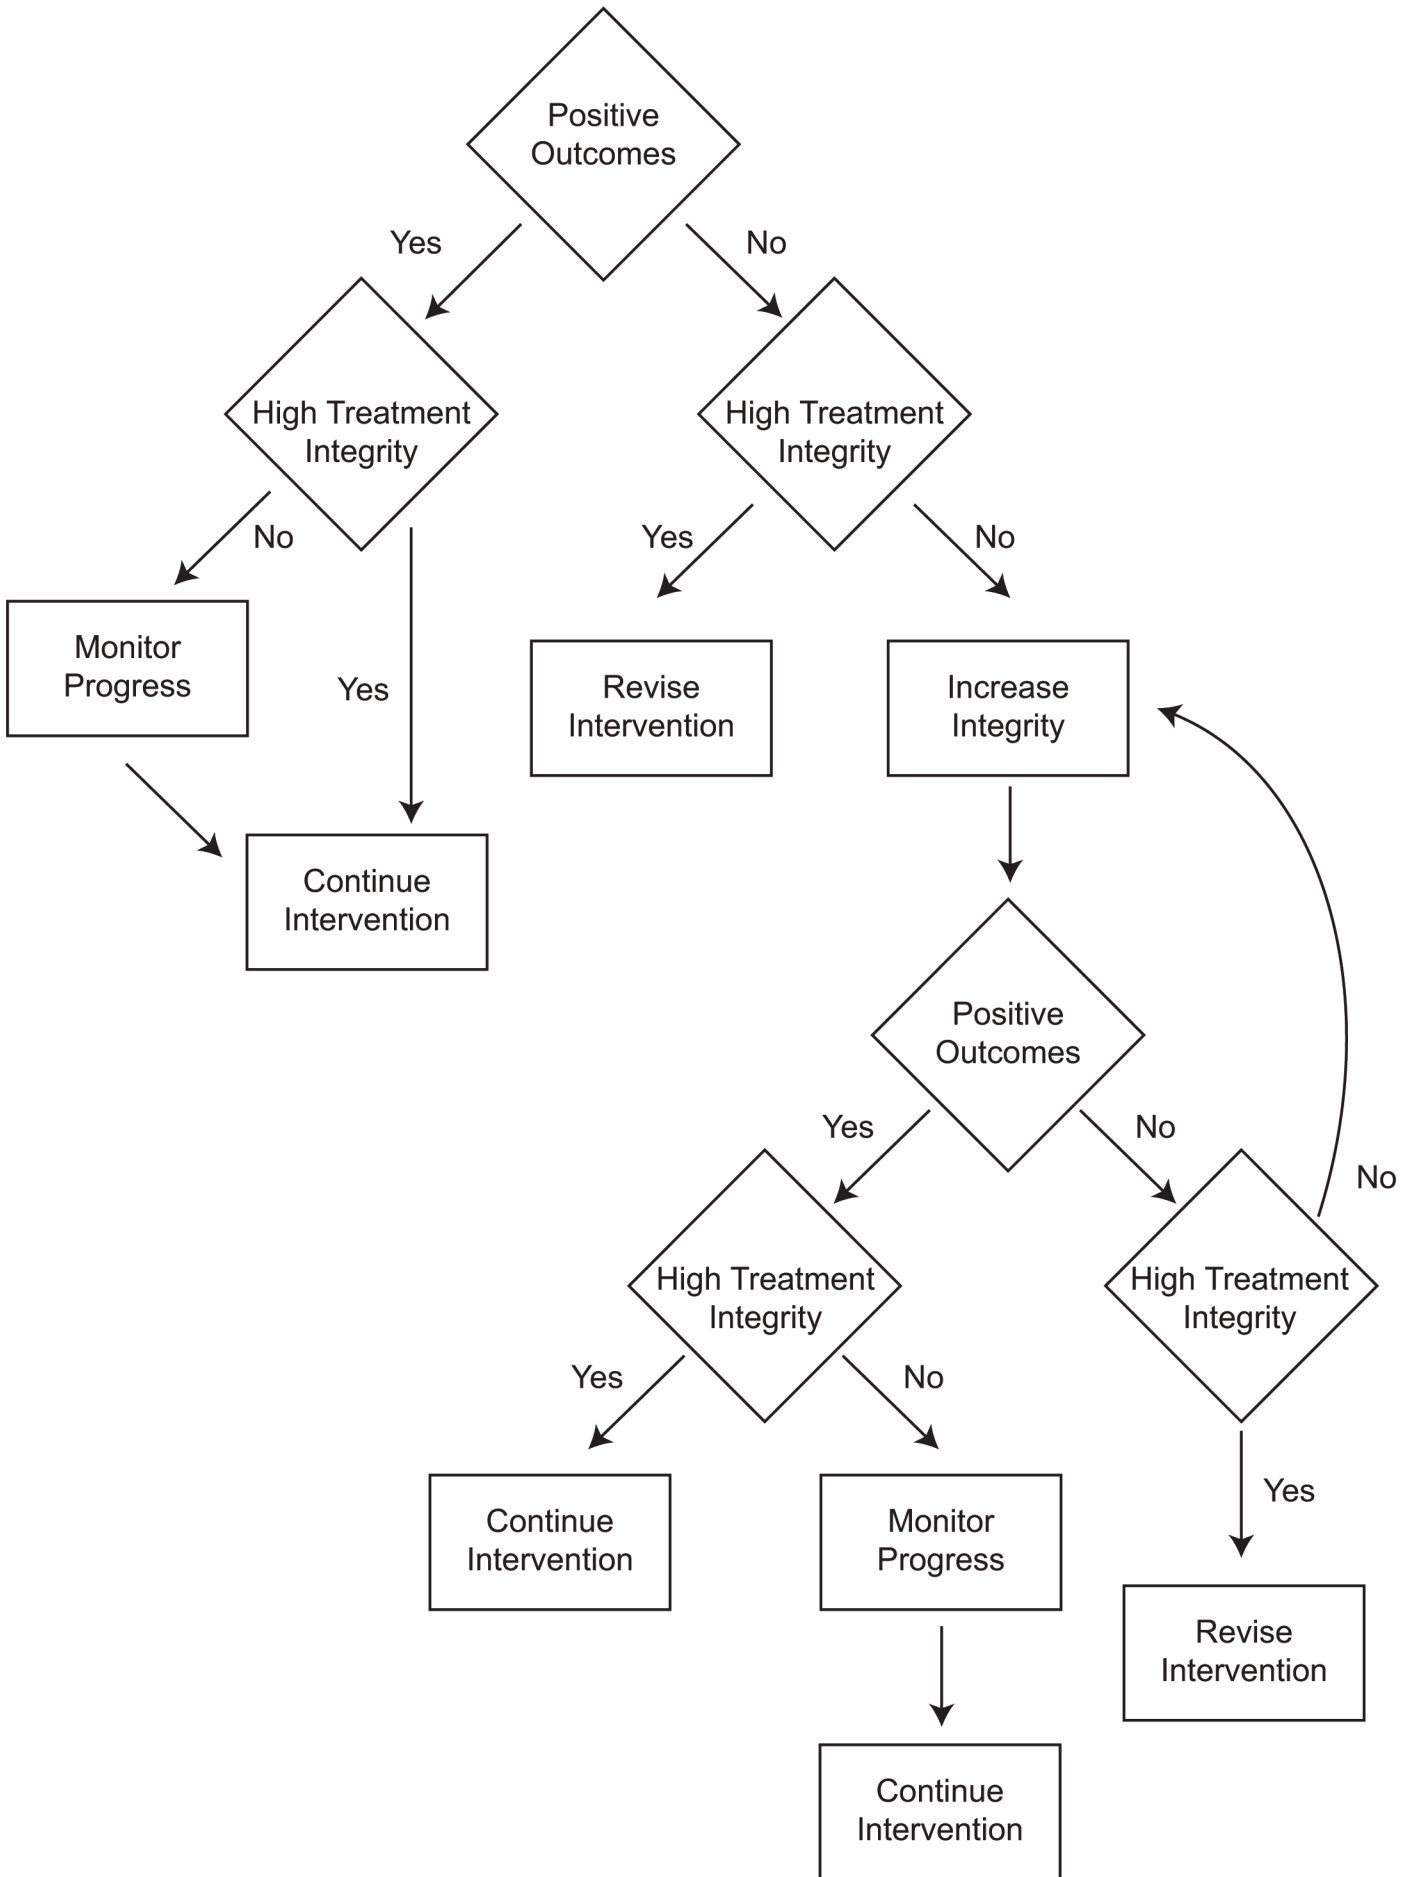 Positive
Outcomes
Yes
No
High Treatment
Integrity
High Treatment
Integrity
No
Yes
No
Monitor
Progress
Yes
Revise
Intervention
Increase
Integrity
Continue
Intervention
Positive
Outcomes
Yes
No
No
High Treatment
Integrity
High Treatment
Integrity
Yes
No
Yes
Continue
Intervention
Monitor
Progress
Revise
Intervention
Continue
Intervention